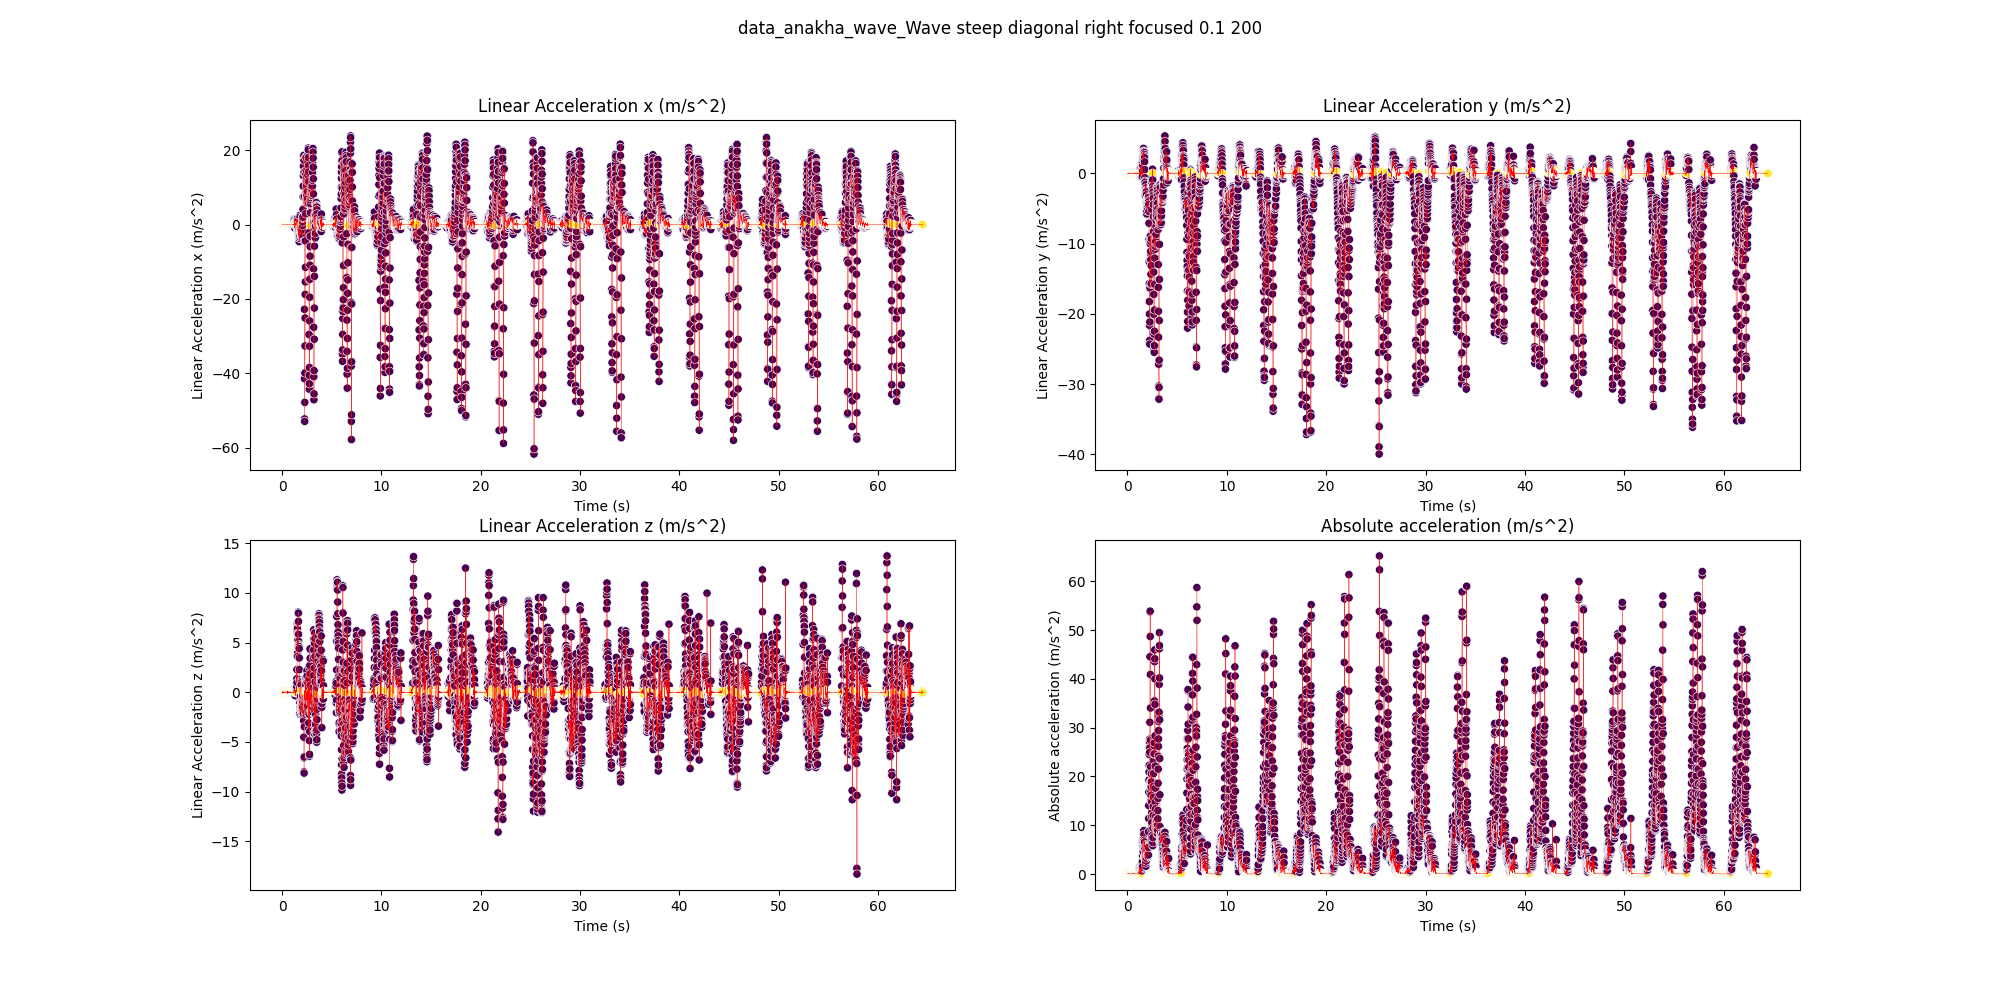 data_anakha_wave_Wave steep diagonal right focused 0.1 200
Linear Acceleration x (m/s^2)
Linear Acceleration x (m/s^2)
20
0
−20
−40
−60
0 10 20 30 40 50 60
Time (s)
Linear Acceleration y (m/s^2)
Linear Acceleration y (m/s^2)
0
−10
−20
−30
−40
0 10 20 30 40 50 60
Time (s)
Linear Acceleration z (m/s^2)
Linear Acceleration z (m/s^2)
15
10
5
0
−5
−10
−15
0 10 20 30 40 50 60
Time (s)
Absolute acceleration (m/s^2)
Absolute acceleration (m/s^2)
60
50
40
30
20
10
0
0 10 20 30 40 50 60
Time (s)